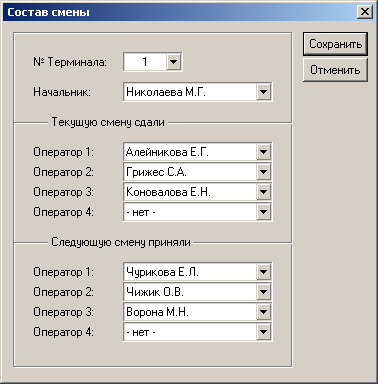 Состав смены
№ Терминала: 1
Сохранить
Отменить
Начальник: Николаева М.Г.
Текущую смену сдали
Оператор 1: Алейникова Е.Г.
Оператор 2: Грижес С.А.
Оператор 3: Коновалова Е.Н.
Оператор 4: - нет -
Следующую смену приняли
Оператор 1: Чурикова Е.Л.
Оператор 2: Чижик О.В.
Оператор 3: Ворона М.Н.
Оператор 4: - нет -